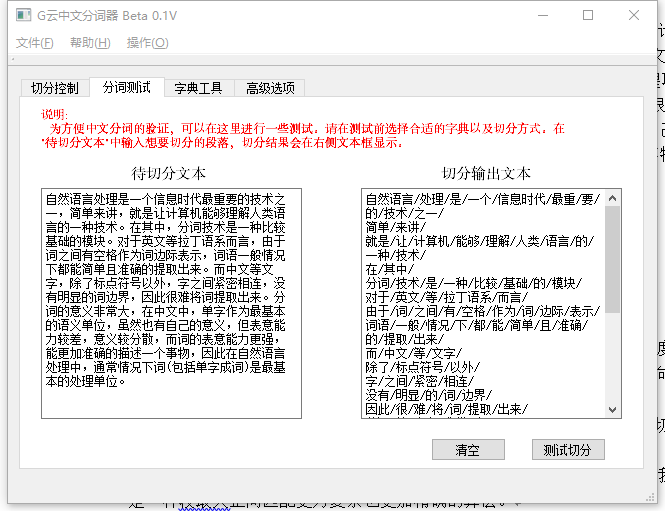 G云中文分词器 Beta 0.1V
文件(F) 帮助(H) 操作(O)
切分控制 分词测试 字典工具 高级选项
说明:
为方便中文分词的验证，可以在这里进行一些测试。请在测试前选择合适的字典以及切分方式。在
"待切分文本"中输入想要切分的段落，切分结果会在右侧文本框显示。
待切分文本
自然语言处理是一个信息时代最重要的技术之
一，简单来讲，就是让计算机能够理解人类语
言的一种技术。在其中，分词技术是一种比较
基础的模块。对于英文等拉丁语系而言，由于
词之间有空格作为词边际表示，词语一般情况
下都能简单且准确的提取出来。而中文等文
字，除了标点符号以外，字之间紧密相连，没
有明显的词边界，因此很难将词提取出来。分
词的意义非常大，在中文中，单字作为最基本
的语义单位，虽然也有自己的意义，但表意能
力较差，意义较分散，而词的表意能力更强，
能更加准确的描述一个事物，因此在自然语言
处理中，通常情况下词(包括单字成词)是最基
本的处理单位。
切分输出文本
自然语言/处理/是/一个/信息时代/最重/要/
的/技术/之一/
简单/来讲/
就是/让/计算机/能够/理解/人类/语言/的/
一种/技术/
在/其中/
分词/技术/是/一种/比较/基础/的/模块/
对于/英文/等/拉丁语系/而言/
由于/词/之间/有/空格/作为/词/边际/表示/
词语/一般/情况/下/都/能/简单/且/准确/
的/提取/出来/
而/中文/等/文字/
除了/标点符号/以外/
字/之间/紧密/相连/
没有/明显/的/词/边界/
因此/很/难/将/词/提取/出来/
清空 测试切分